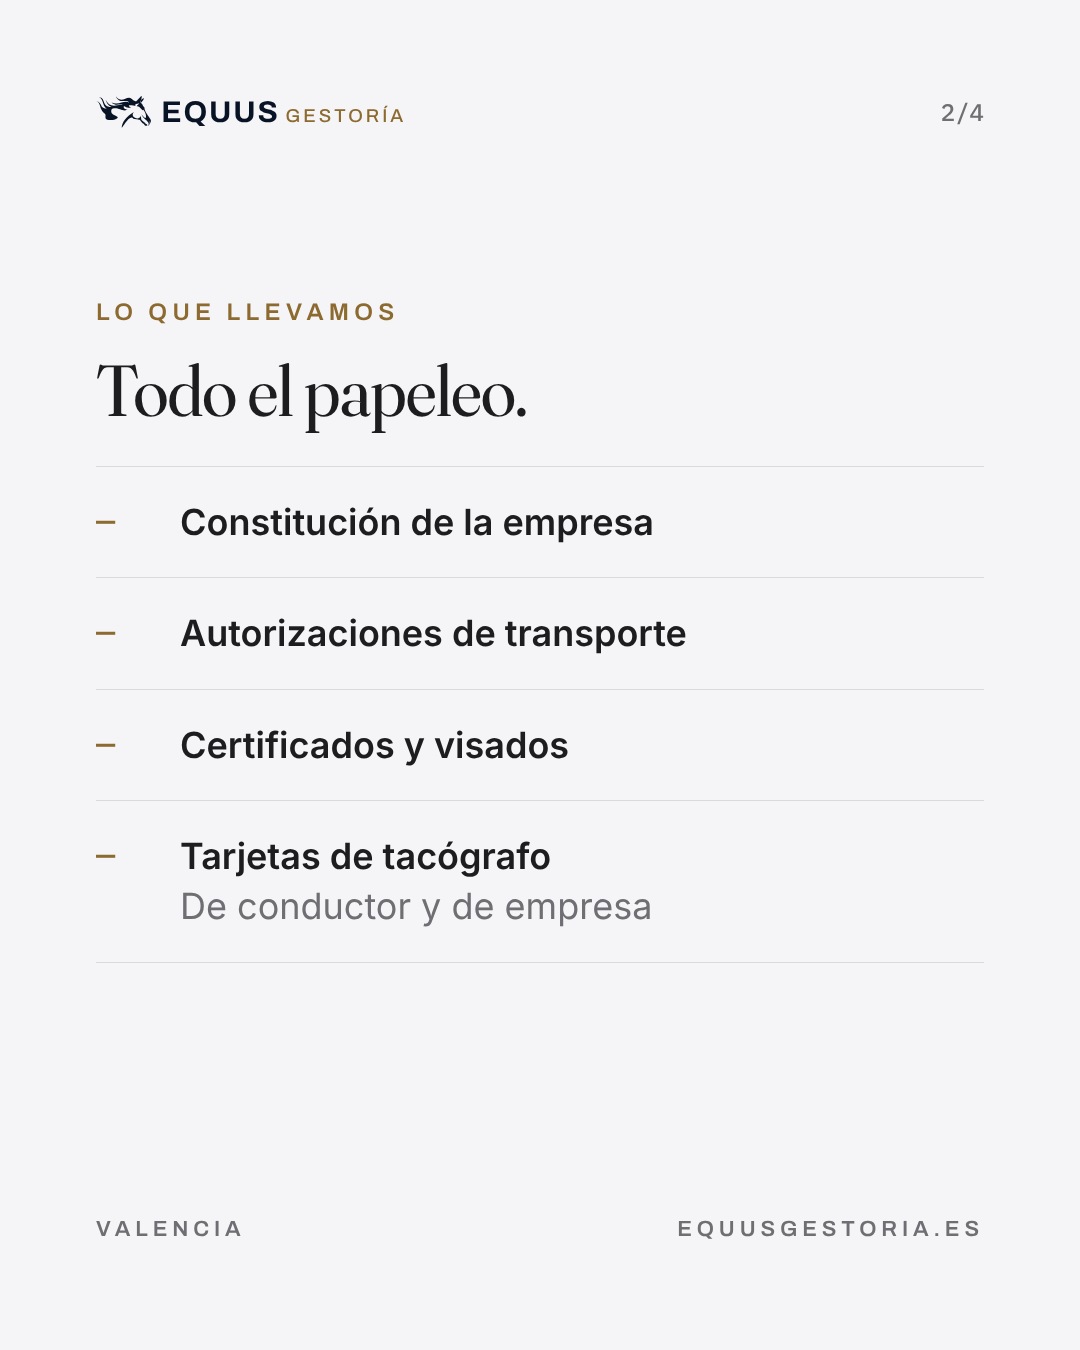 EQUUS GESTORÍA
2/4
LO QUE LLEVAMOS
Todo el papeleo.
– Constitución de la empresa
– Autorizaciones de transporte
– Certificados y visados
– Tarjetas de tacógrafo
De conductor y de empresa
VALENCIA
EQUUSGESTORIA.ES